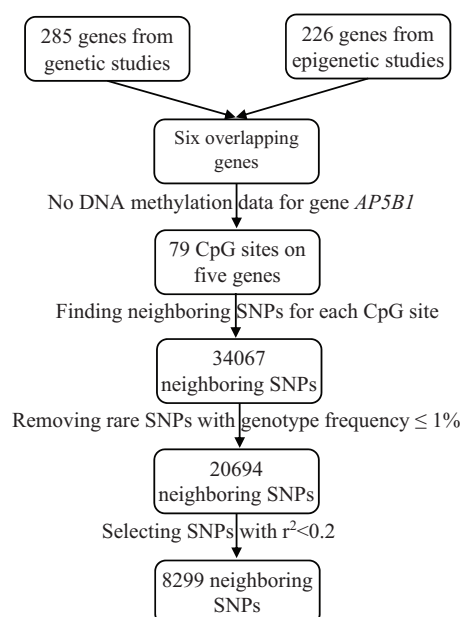 285 genes from
genetic studies
226 genes from
epigenetic studies
Six overlapping
genes
No DNA methylation data for gene AP5B1
79 CpG sites on
five genes
Finding neighboring SNPs for each CpG site
34067
neighboring SNPs
Removing rare SNPs with genotype frequency ≤ 1%
20694
neighboring SNPs
Selecting SNPs with r²<0.2
8299 neighboring
SNPs